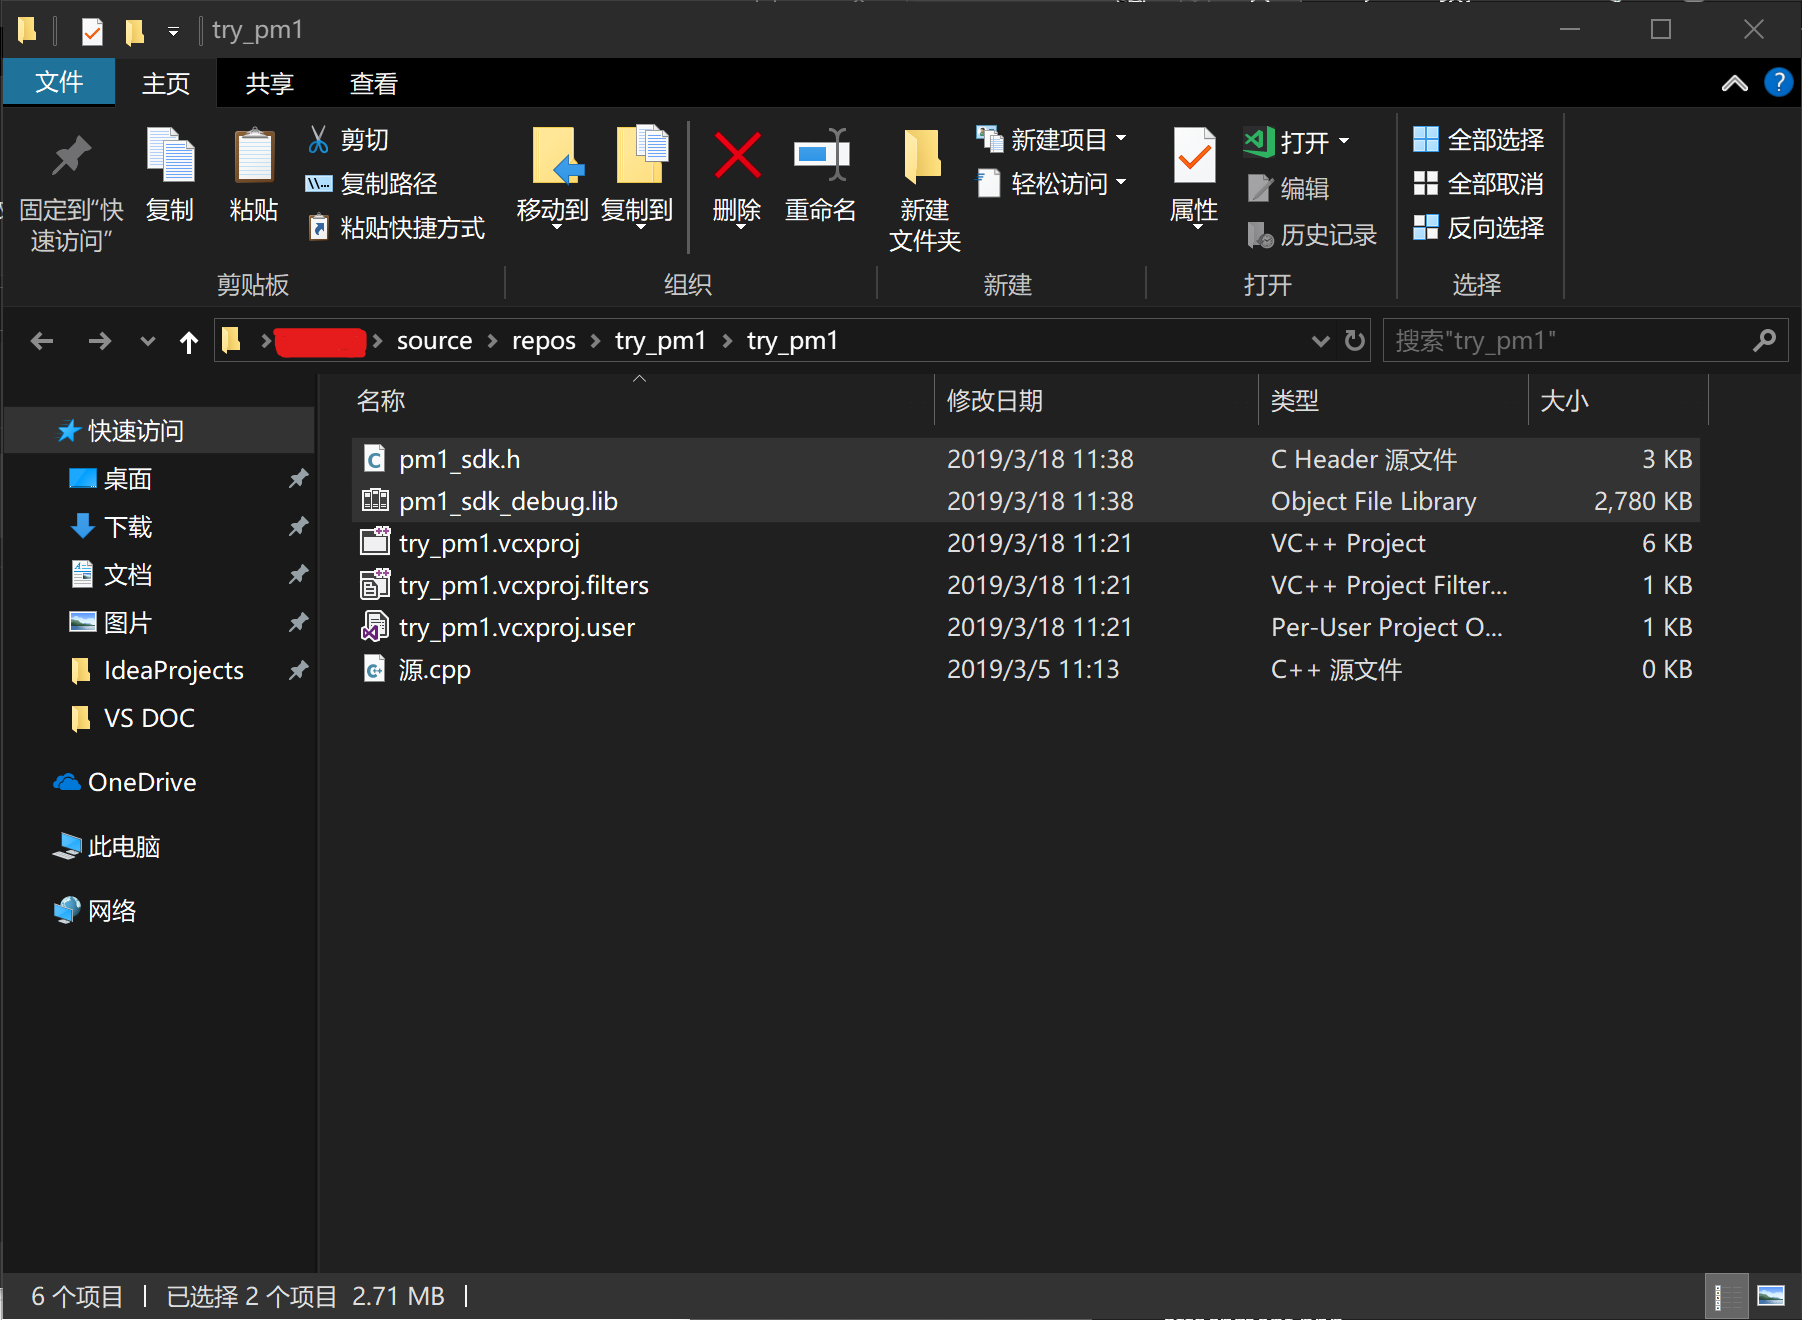 try_pm1
文件 主页 共享 查看
固定到“快速访问” 复制 粘贴 剪切 复制路径 粘贴快捷方式
移动到 复制到 删除 重命名
新建文件夹 新建项目 轻松访问
属性 打开 编辑 历史记录
全部选择 全部取消 反向选择
剪贴板 组织 新建 打开 选择
source repos try_pm1 try_pm1 搜索"try_pm1"
快速访问
桌面
下载
文档
图片
IdeaProjects
VS DOC
OneDrive
此电脑
网络
名称 修改日期 类型 大小
pm1_sdk.h 2019/3/18 11:38 C Header 源文件 3 KB
pm1_sdk_debug.lib 2019/3/18 11:38 Object File Library 2,780 KB
try_pm1.vcxproj 2019/3/18 11:21 VC++ Project 6 KB
try_pm1.vcxproj.filters 2019/3/18 11:21 VC++ Project Filter... 1 KB
try_pm1.vcxproj.user 2019/3/18 11:21 Per-User Project O... 1 KB
源.cpp 2019/3/5 11:13 C++ 源文件 0 KB
6 个项目 已选择 2 个项目 2.71 MB